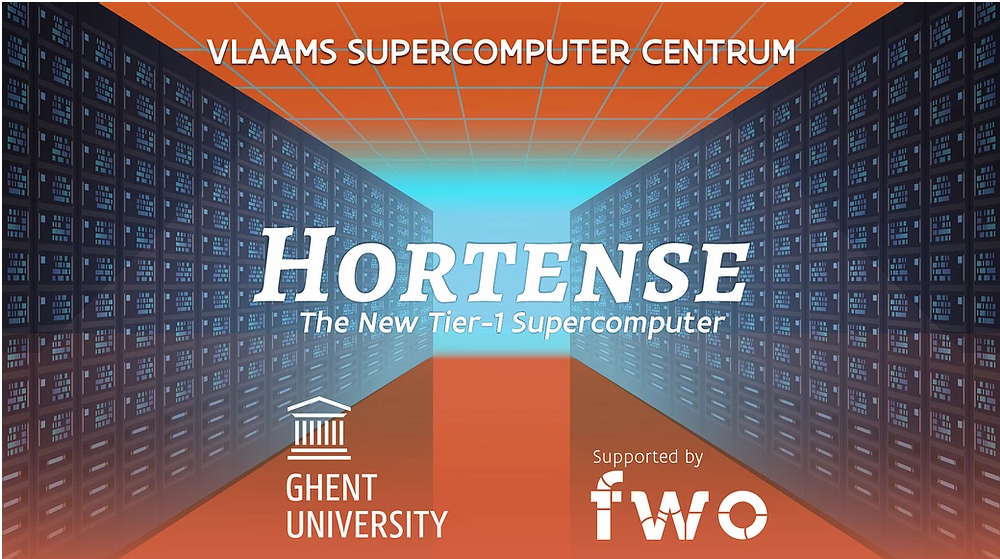 VLAAMS SUPERCOMPUTER CENTRUM
HORTENSE
The New Tier-1 Supercomputer
GHENT
UNIVERSITY
Supported by
fwo